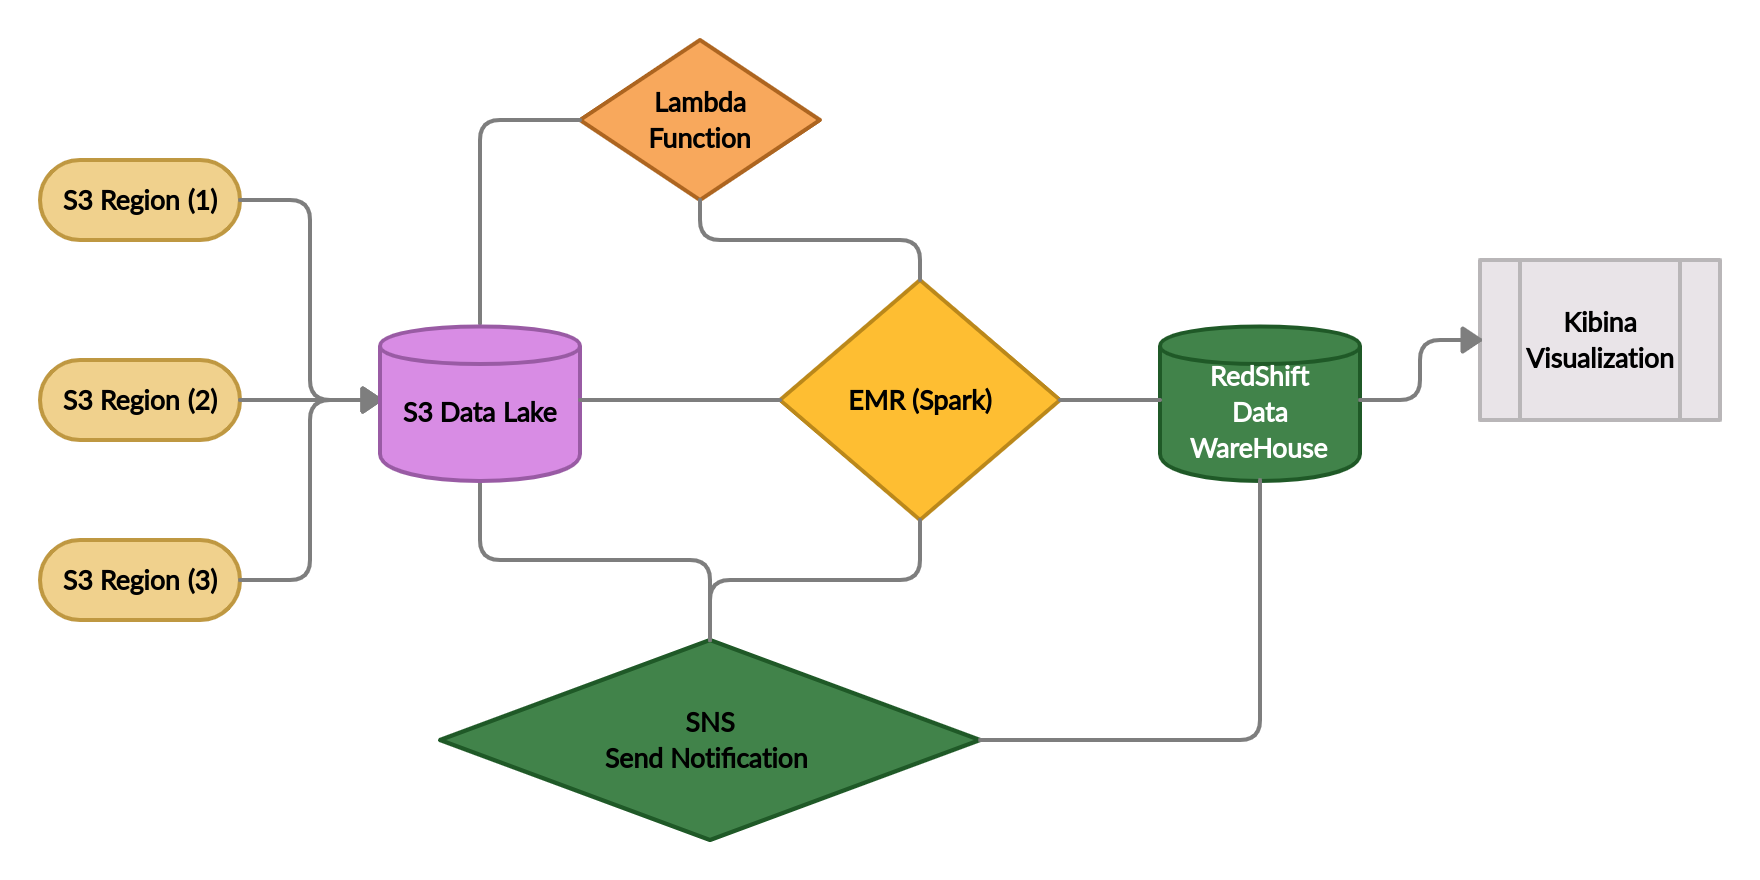 Lambda
Function
S3 Region (1)
S3 Region (2)
S3 Region (3)
S3 Data Lake
EMR (Spark)
RedShift
Data
WareHouse
Kibina
Visualization
SNS
Send Notification